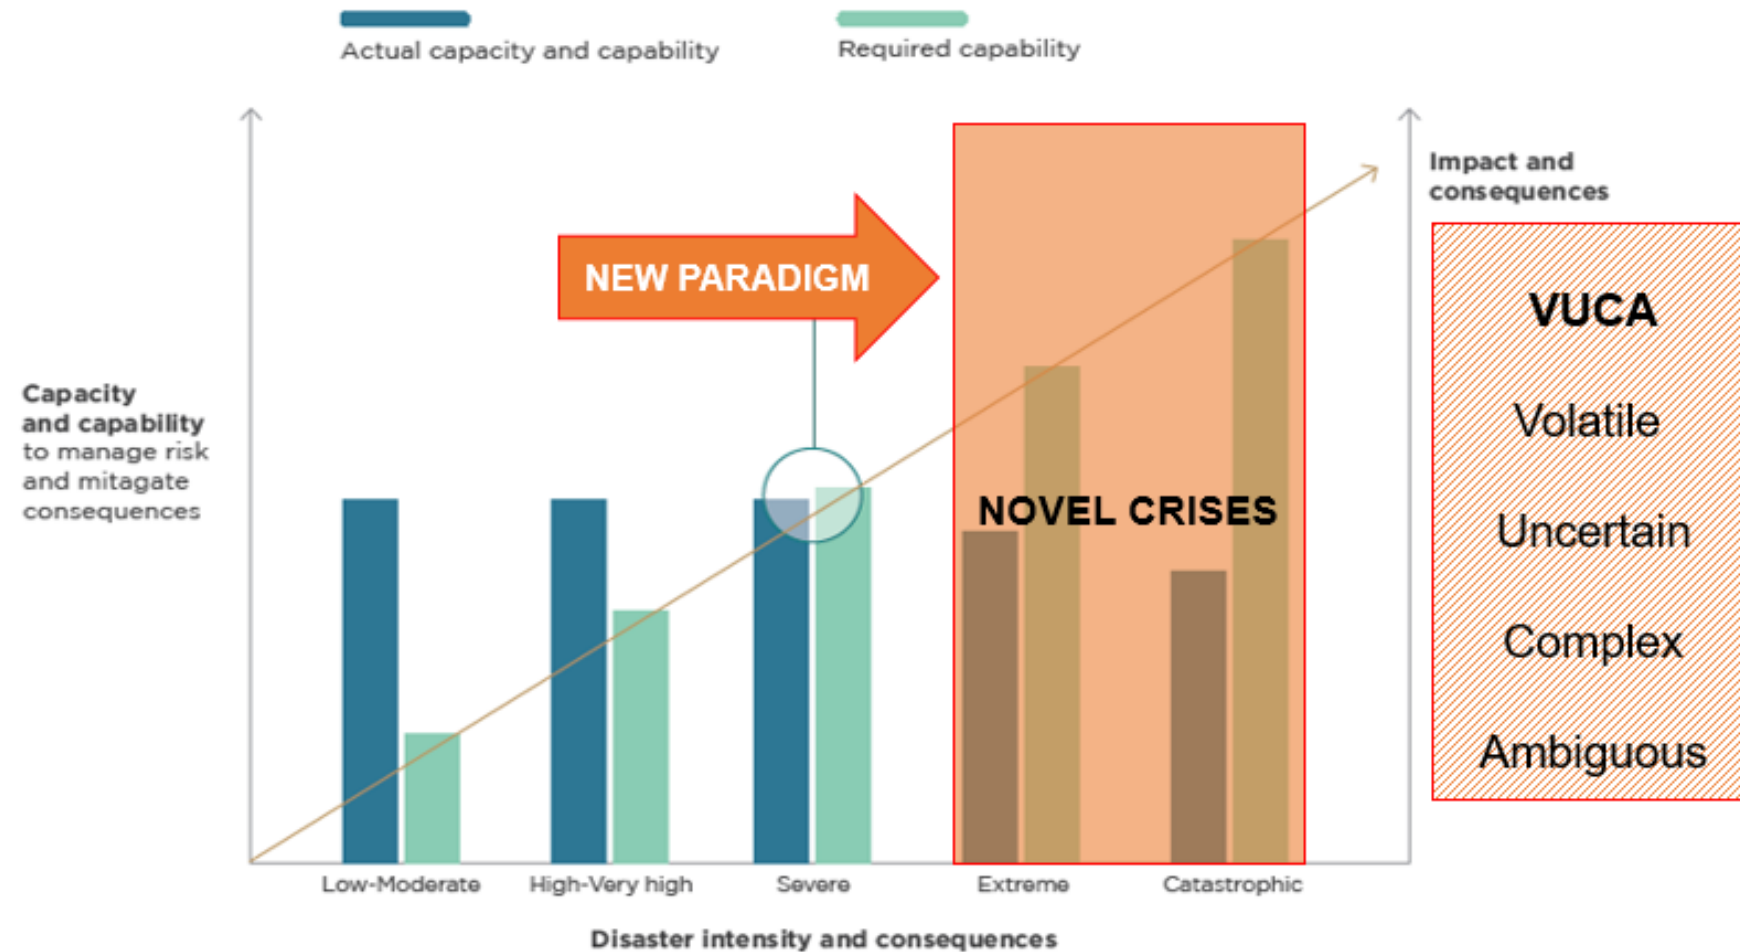 Actual capacity and capability
Required capability
Impact and
consequences
NEW PARADIGM
VUCA
Volatile
Uncertain
Complex
Ambiguous
Capacity
and capability
to manage risk
and mitagate
consequences
NOVEL CRISES
Low-Moderate
High-Very high
Severe
Extreme
Catastrophic
Disaster intensity and consequences